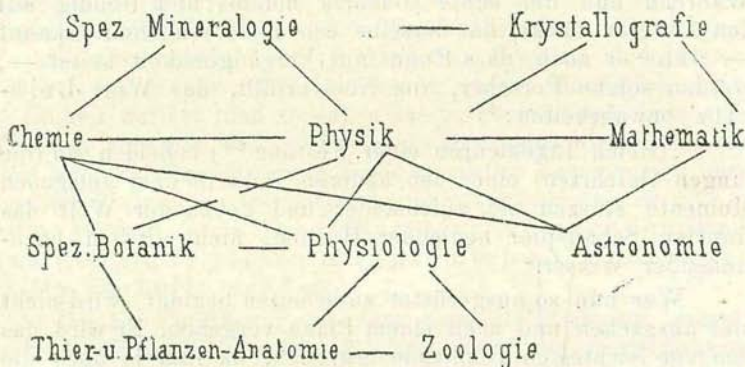 Spez Mineralogie Krystallografie
Chemie Physik Mathematik
Spez. Botanik Physiologie Astronomie
Thier-u Pflanzen-Anatomie Zoologie